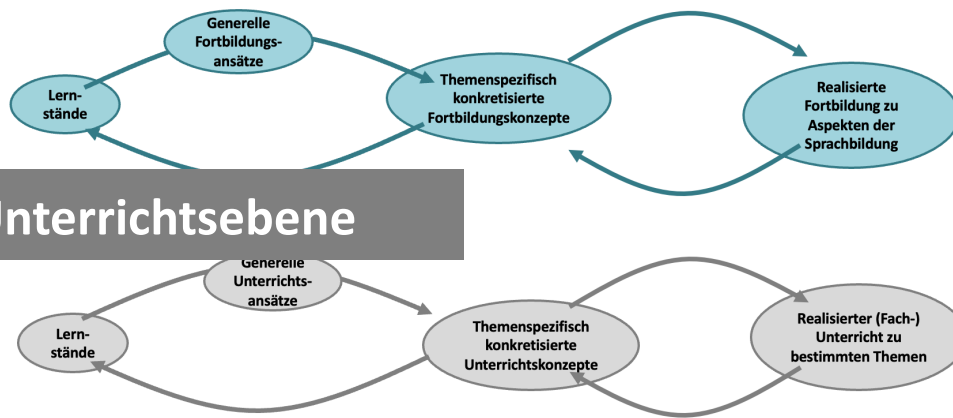 Generelle
Fortbildungs-
ansätze
Lern-
stände
Themenspezifisch
konkretisierte
Fortbildungskonzepte
Realisierte
Fortbildung zu
Aspekten der
Sprachbildung
Unterrichtsebene
Generelle
Unterrichts-
ansätze
Lern-
stände
Themenspezifisch
konkretisierte
Unterrichtskonzepte
Realisierter (Fach-)
Unterricht zu
bestimmten Themen